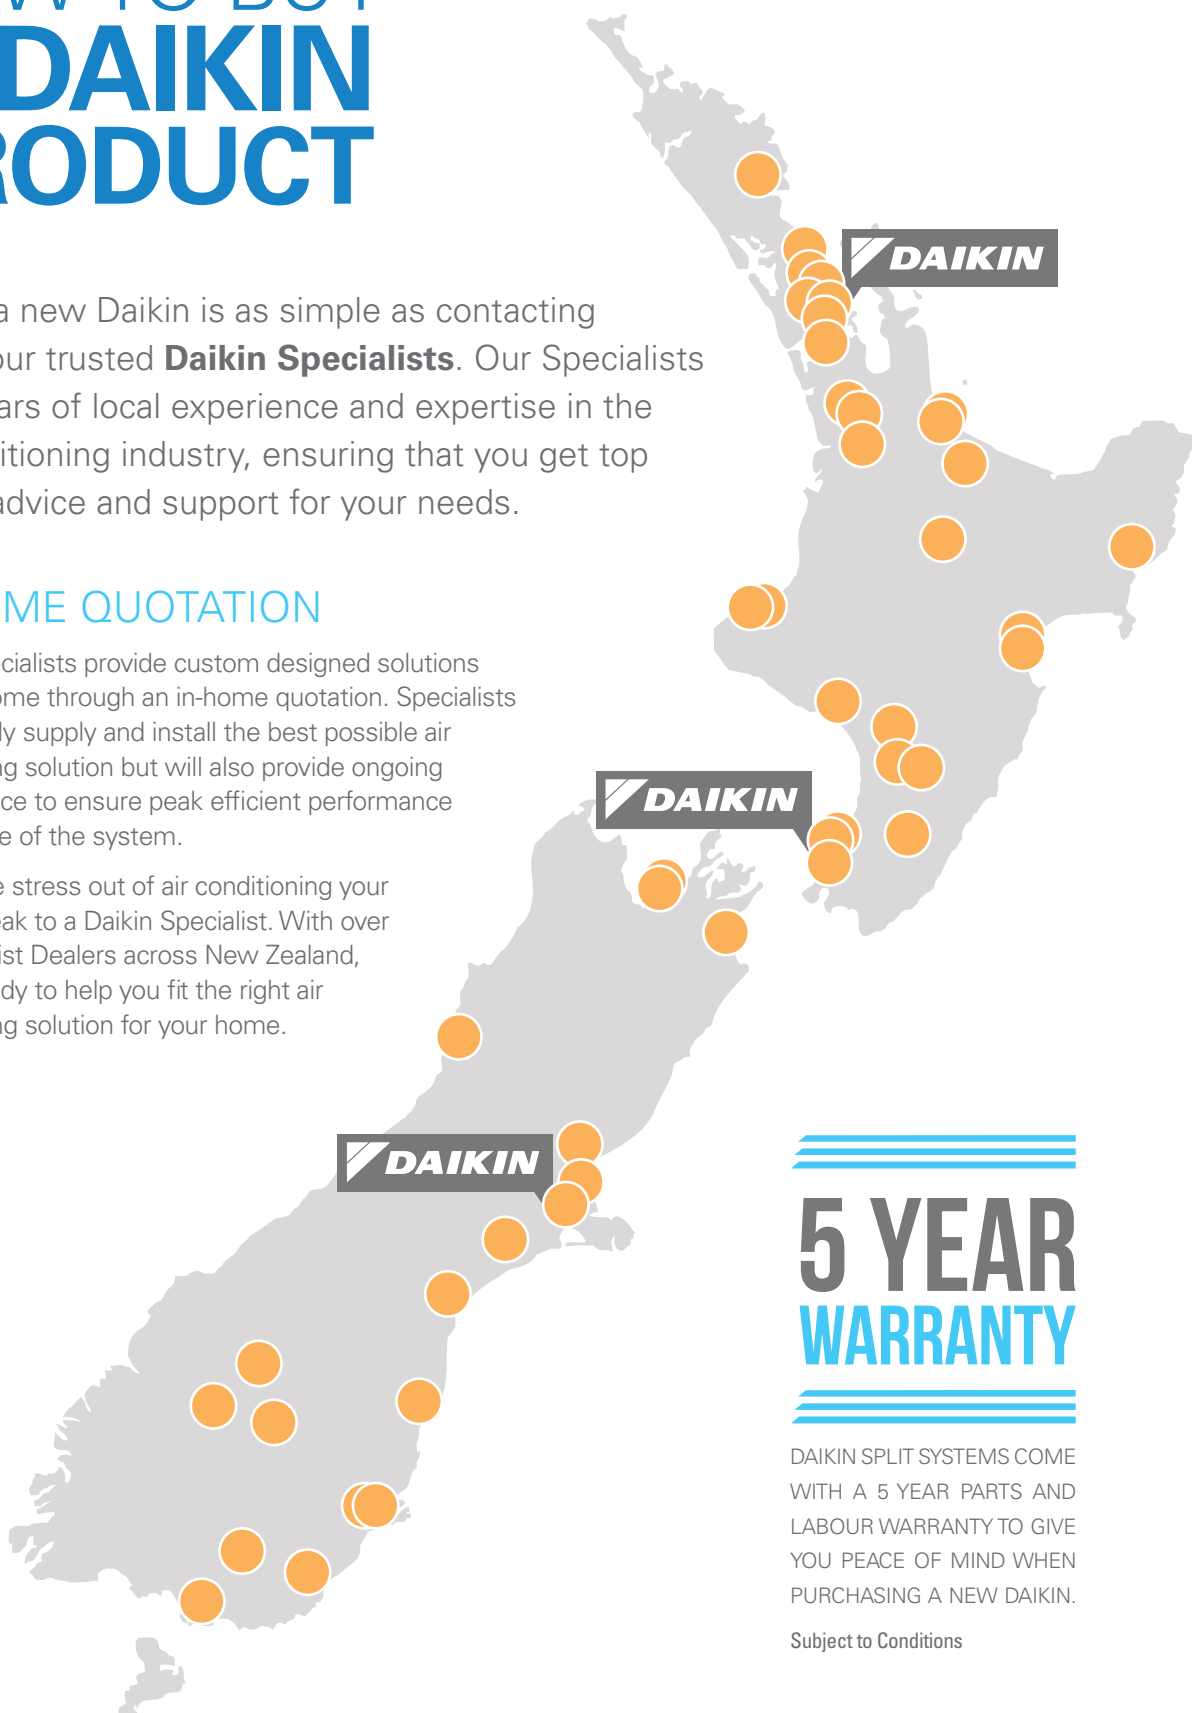 W TO BUY
DAIKIN
RODUCT
a new Daikin is as simple as contacting
our trusted Daikin Specialists. Our Specialists
ars of local experience and expertise in the
itioning industry, ensuring that you get top
advice and support for your needs.
ME QUOTATION
cialists provide custom designed solutions
ome through an in-home quotation. Specialists
ly supply and install the best possible air
ng solution but will also provide ongoing
ce to ensure peak efficient performance
e of the system.
e stress out of air conditioning your
eak to a Daikin Specialist. With over
ist Dealers across New Zealand,
dy to help you fit the right air
ng solution for your home.
DAIKIN
DAIKIN
DAIKIN
5 YEAR
WARRANTY
DAIKIN SPLIT SYSTEMS COME
WITH A 5 YEAR PARTS AND
LABOUR WARRANTY TO GIVE
YOU PEACE OF MIND WHEN
PURCHASING A NEW DAIKIN.
Subject to Conditions